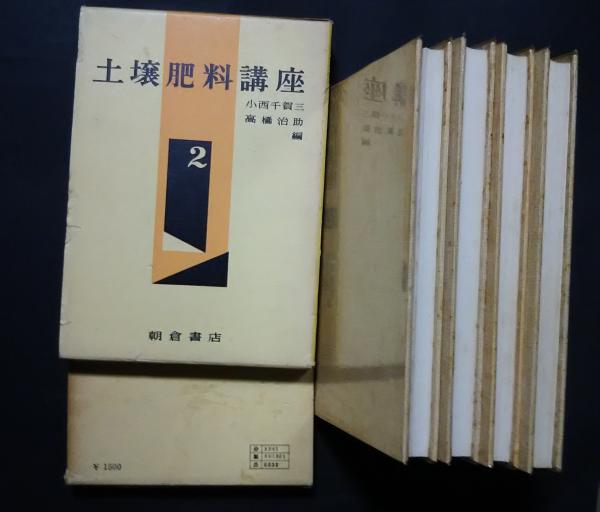 土壌肥料講座
小西千賀三
高橋治助
編
2
朝倉書店
¥ 1500
座